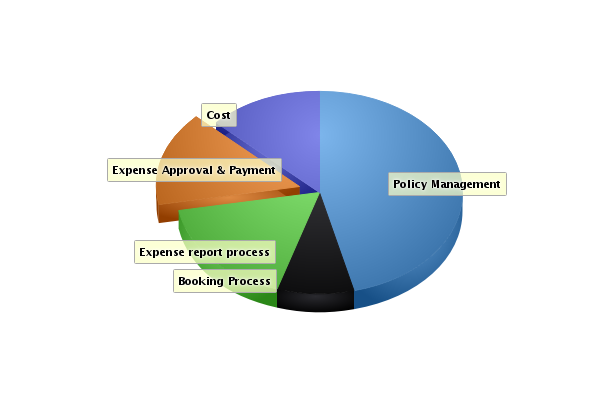 Cost
Expense Approval & Payment
Policy Management
Expense report process
Booking Process